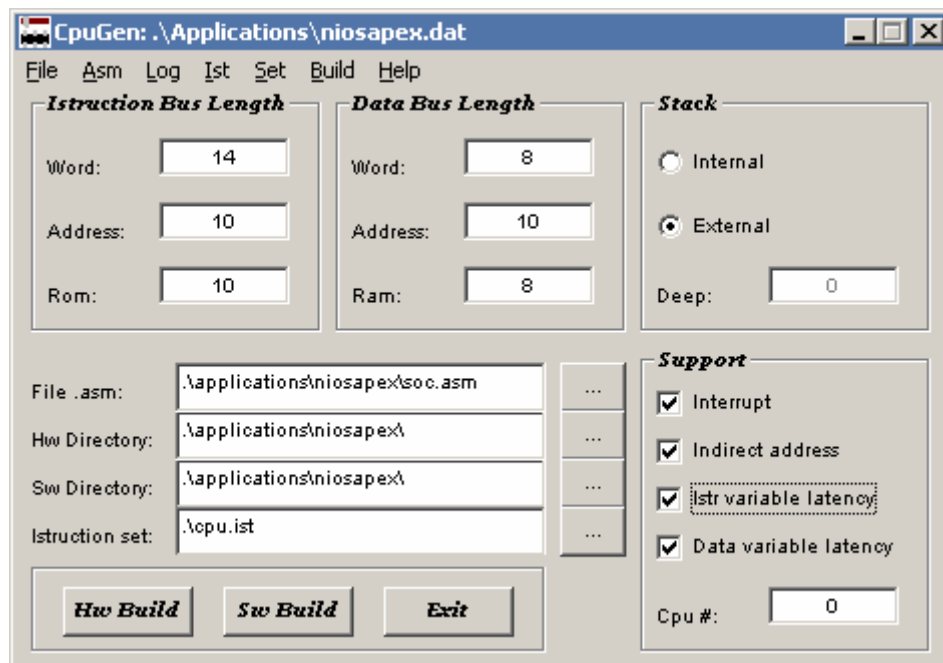 CpuGen: .\Applications\niosapex.dat
File Asm Log Ist Set Build Help
Istruction Bus Length
Word: 14
Address: 10
Rom: 10
Data Bus Length
Word: 8
Address: 10
Ram: 8
Stack
Internal
External
Deep: 0
File .asm: .\applications\niosapex\soc.asm ...
Hw Directory: .\applications\niosapex\ ...
Sw Directory: .\applications\niosapex\ ...
Istruction set: .\cpu.ist ...
Support
Interrupt
Indirect address
Istr variable latency
Data variable latency
Cpu #: 0
Hw Build Sw Build Exit